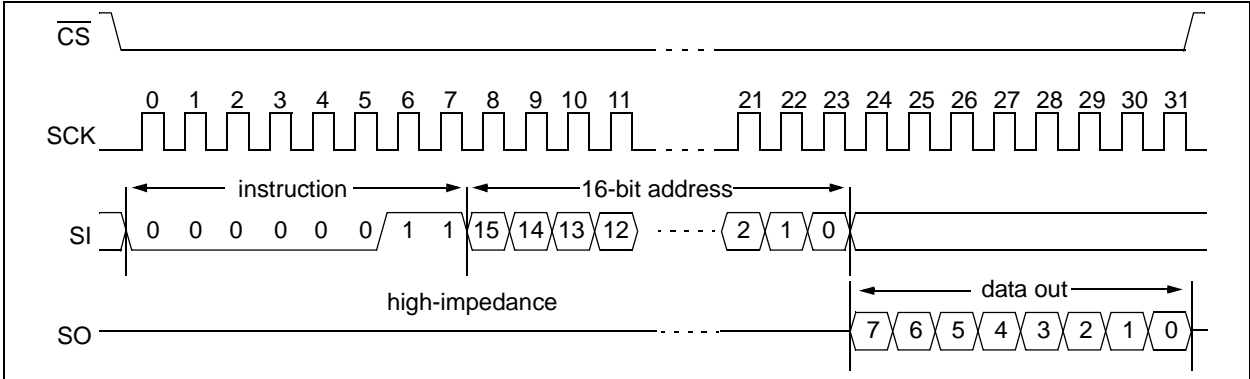 CS
0 1 2 3 4 5 6 7 8 9 10 11 21 22 23 24 25 26 27 28 29 30 31
SCK
instruction 16-bit address
SI 0 0 0 0 0 0 1 1 15 14 13 12 2 1 0
high-impedance data out
SO 7 6 5 4 3 2 1 0